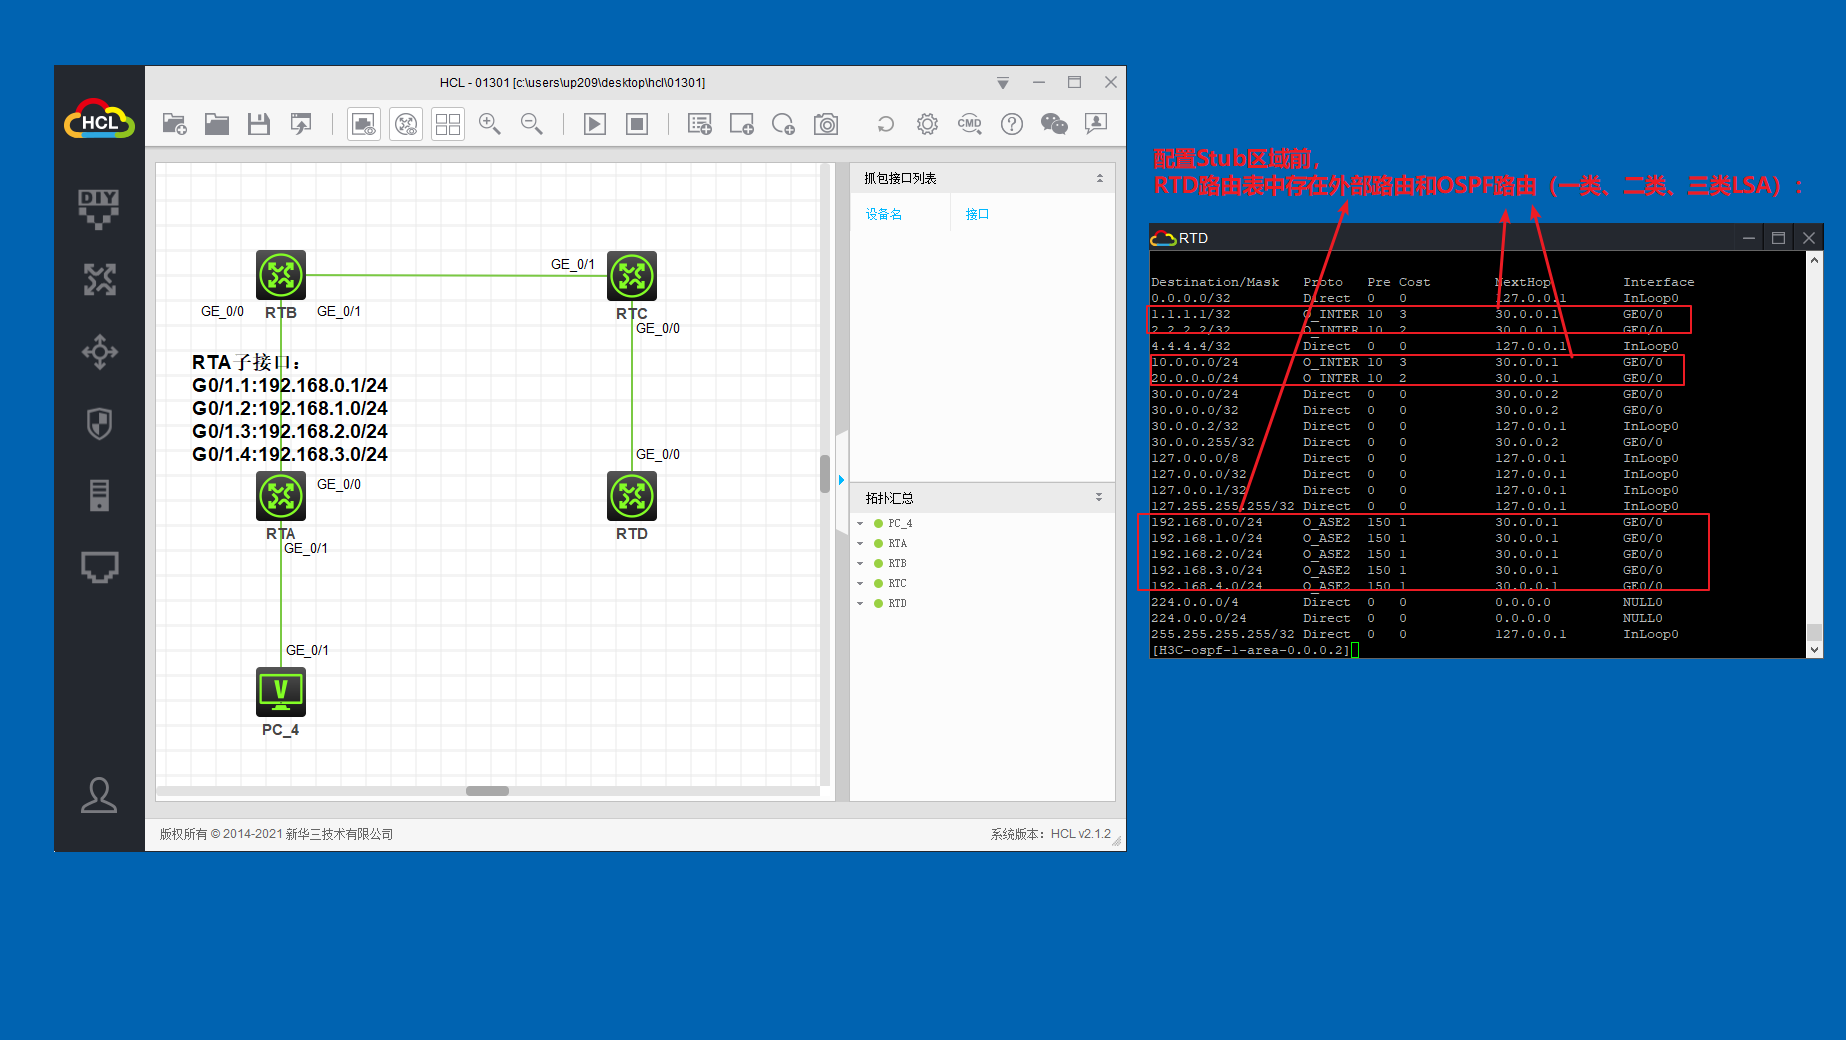 HCL - 01301 [c:\users\up209\desktop\hcl\01301]
HCL
CMD
DIY
抓包接口列表
设备名 接口
GE_0/1
GE_0/0 RTB GE_0/1
RTC
GE_0/0
RTA子接口：
G0/1.1:192.168.0.1/24
G0/1.2:192.168.1.0/24
G0/1.3:192.168.2.0/24
G0/1.4:192.168.3.0/24
GE_0/0
GE_0/0
RTA
RTD
GE_0/1
GE_0/1
V
PC_4
拓扑汇总
PC_4
RTA
RTB
RTC
RTD
版权所有 © 2014-2021 新华三技术有限公司
系统版本：HCL v2.1.2
配置Stub区域前，
RTD路由表中存在外部路由和OSPF路由（一类、二类、三类LSA）：
RTD
Destination/Mask Proto Pre Cost NextHop Interface
0.0.0.0/32 Direct 0 0 127.0.0.1 InLoop0
1.1.1.1/32 O_INTER 10 3 30.0.0.1 GE0/0
2.2.2.2/32 O_INTER 10 2 30.0.0.1 GE0/0
4.4.4.4/32 Direct 0 0 127.0.0.1 InLoop0
10.0.0.0/24 O_INTER 10 3 30.0.0.1 GE0/0
20.0.0.0/24 O_INTER 10 2 30.0.0.1 GE0/0
30.0.0.0/24 Direct 0 0 30.0.0.2 GE0/0
30.0.0.0/32 Direct 0 0 30.0.0.2 GE0/0
30.0.0.2/32 Direct 0 0 127.0.0.1 InLoop0
30.0.0.255/32 Direct 0 0 30.0.0.2 GE0/0
127.0.0.0/8 Direct 0 0 127.0.0.1 InLoop0
127.0.0.0/32 Direct 0 0 127.0.0.1 InLoop0
127.0.0.1/32 Direct 0 0 127.0.0.1 InLoop0
127.255.255.255/32 Direct 0 0 127.0.0.1 InLoop0
192.168.0.0/24 O_ASE2 150 1 30.0.0.1 GE0/0
192.168.1.0/24 O_ASE2 150 1 30.0.0.1 GE0/0
192.168.2.0/24 O_ASE2 150 1 30.0.0.1 GE0/0
192.168.3.0/24 O_ASE2 150 1 30.0.0.1 GE0/0
192.168.4.0/24 O_ASE2 150 1 30.0.0.1 GE0/0
224.0.0.0/4 Direct 0 0 0.0.0.0 NULL0
224.0.0.0/24 Direct 0 0 0.0.0.0 NULL0
255.255.255.255/32 Direct 0 0 127.0.0.1 InLoop0
[H3C-ospf-1-area-0.0.0.2]